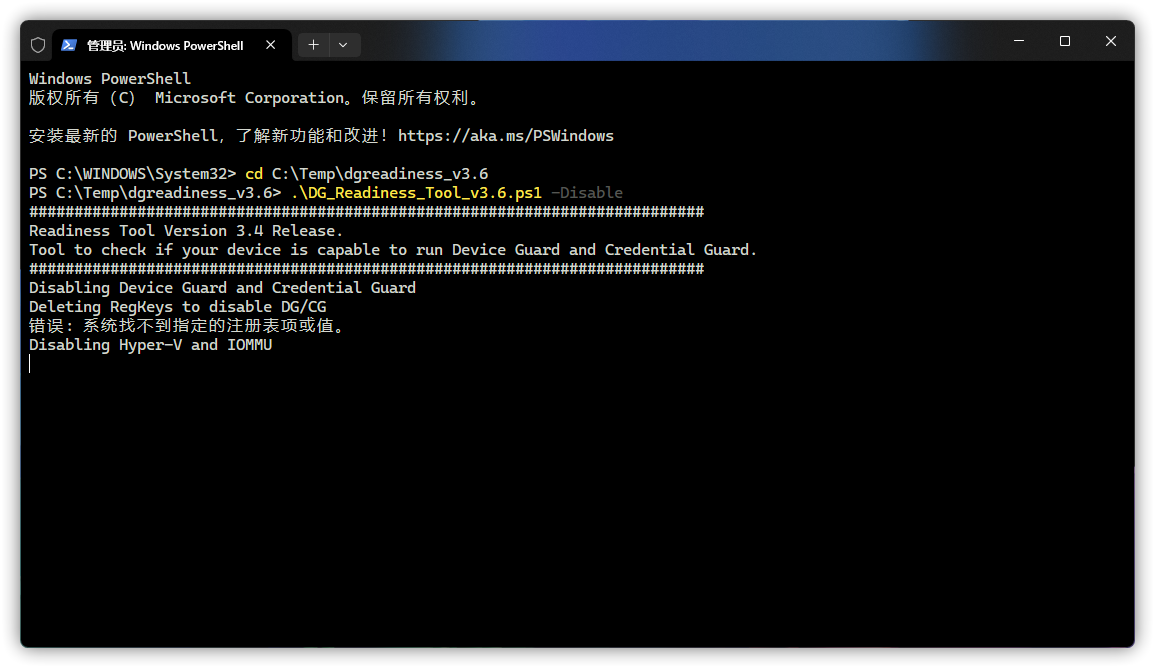 管理员: Windows PowerShell
Windows PowerShell
版权所有 (C) Microsoft Corporation。保留所有权利。
安装最新的 PowerShell，了解新功能和改进！https://aka.ms/PSWindows
PS C:\WINDOWS\System32> cd C:\Temp\dgreadiness_v3.6
PS C:\Temp\dgreadiness_v3.6> .\DG_Readiness_Tool_v3.6.ps1 -Disable
###########################################################################
Readiness Tool Version 3.4 Release.
Tool to check if your device is capable to run Device Guard and Credential Guard.
###########################################################################
Disabling Device Guard and Credential Guard
Deleting RegKeys to disable DG/CG
错误: 系统找不到指定的注册表项或值。
Disabling Hyper-V and IOMMU